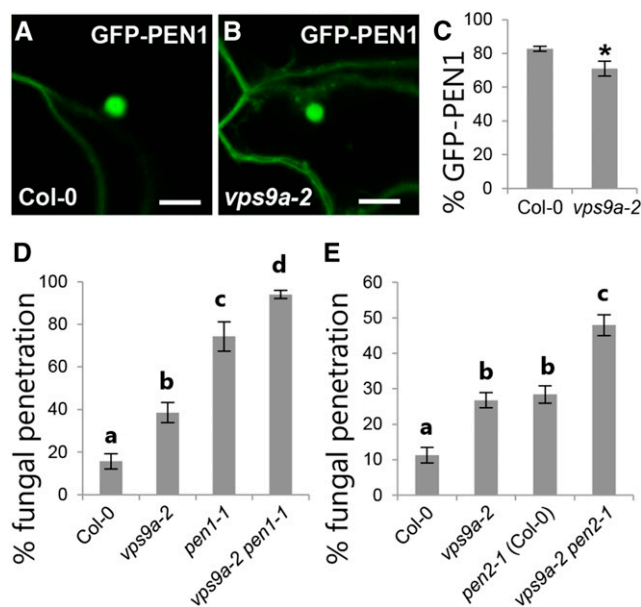 A GFP-PEN1
Col-0
B GFP-PEN1
vps9a-2
C
% GFP-PEN1
100
80
60
40
20
0
*
Col-0 vps9a-2
D
% fungal penetration
100
80
60
40
20
0
a
b
c
d
Col-0
vps9a-2
pen1-1
vps9a-2 pen1-1
E
% fungal penetration
60
50
40
30
20
10
0
a
b
b
c
Col-0
vps9a-2
pen2-1 (Col-0)
vps9a-2 pen2-1